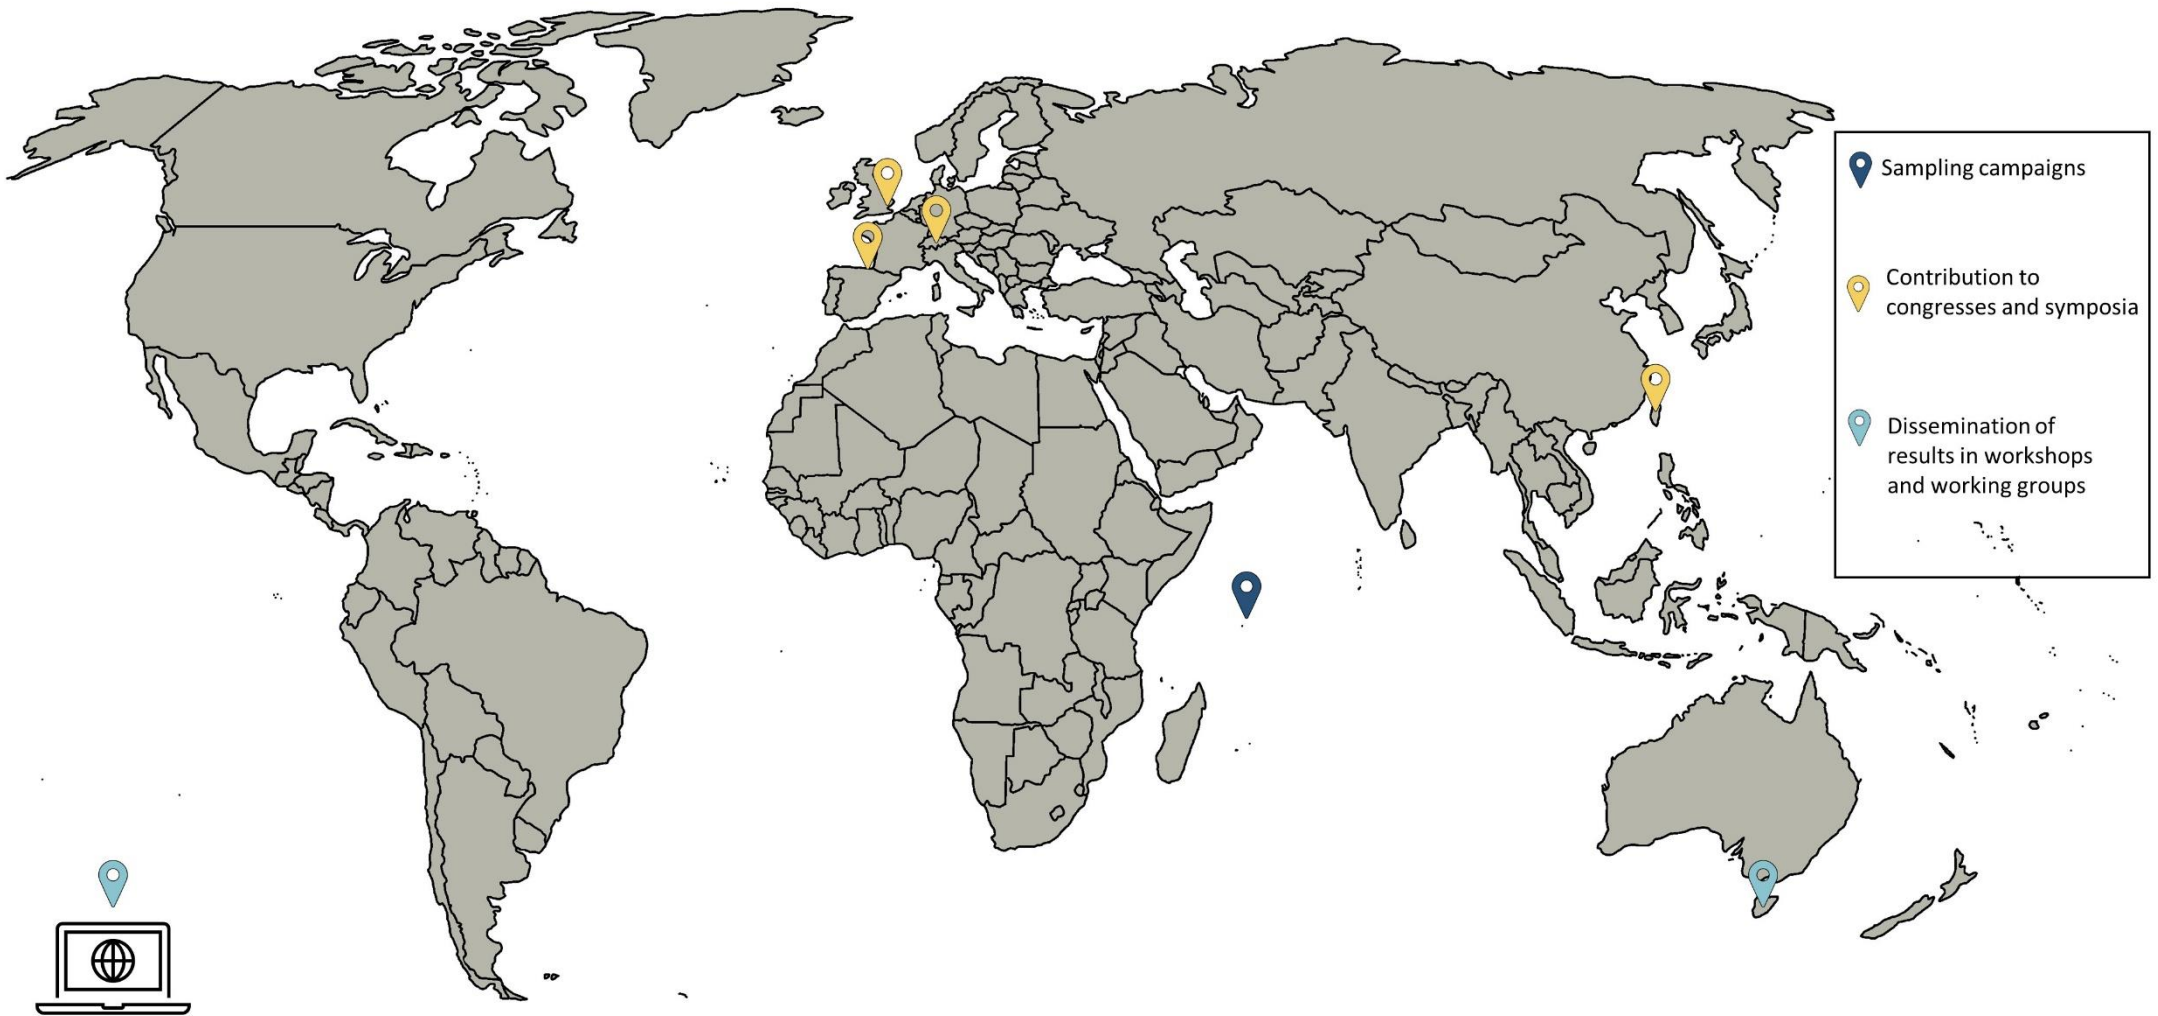 Sampling campaigns
Contribution to
congresses and symposia
Dissemination of
results in workshops
and working groups